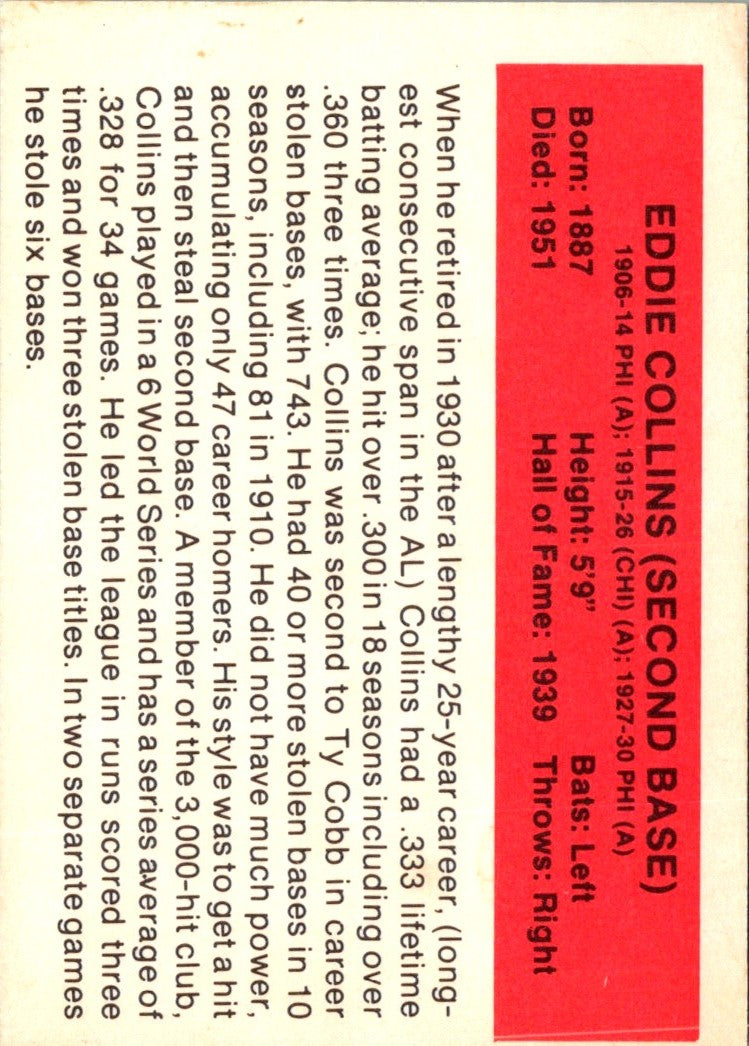 EDDIE COLLINS (SECOND BASE)
1906-14 PHI (A); 1915-26 (CHI) (A); 1927-30 PHI (A)
Born: 1887 Height: 5'9" Bats: Left
Died: 1951 Hall of Fame: 1939 Throws: Right
When he retired in 1930 after a lengthy 25-year career, (long-
est consecutive span in the AL) Collins had a .333 lifetime
batting average; he hit over .300 in 18 seasons including over
.360 three times. Collins was second to Ty Cobb in career
stolen bases, with 743. He had 40 or more stolen bases in 10
seasons, including 81 in 1910. He did not have much power,
accumulating only 47 career homers. His style was to get a hit
and then steal second base. A member of the 3,000-hit club,
Collins played in a 6 World Series and has a series average of
.328 for 34 games. He led the league in runs scored three
times and won three stolen base titles. In two separate games
he stole six bases.